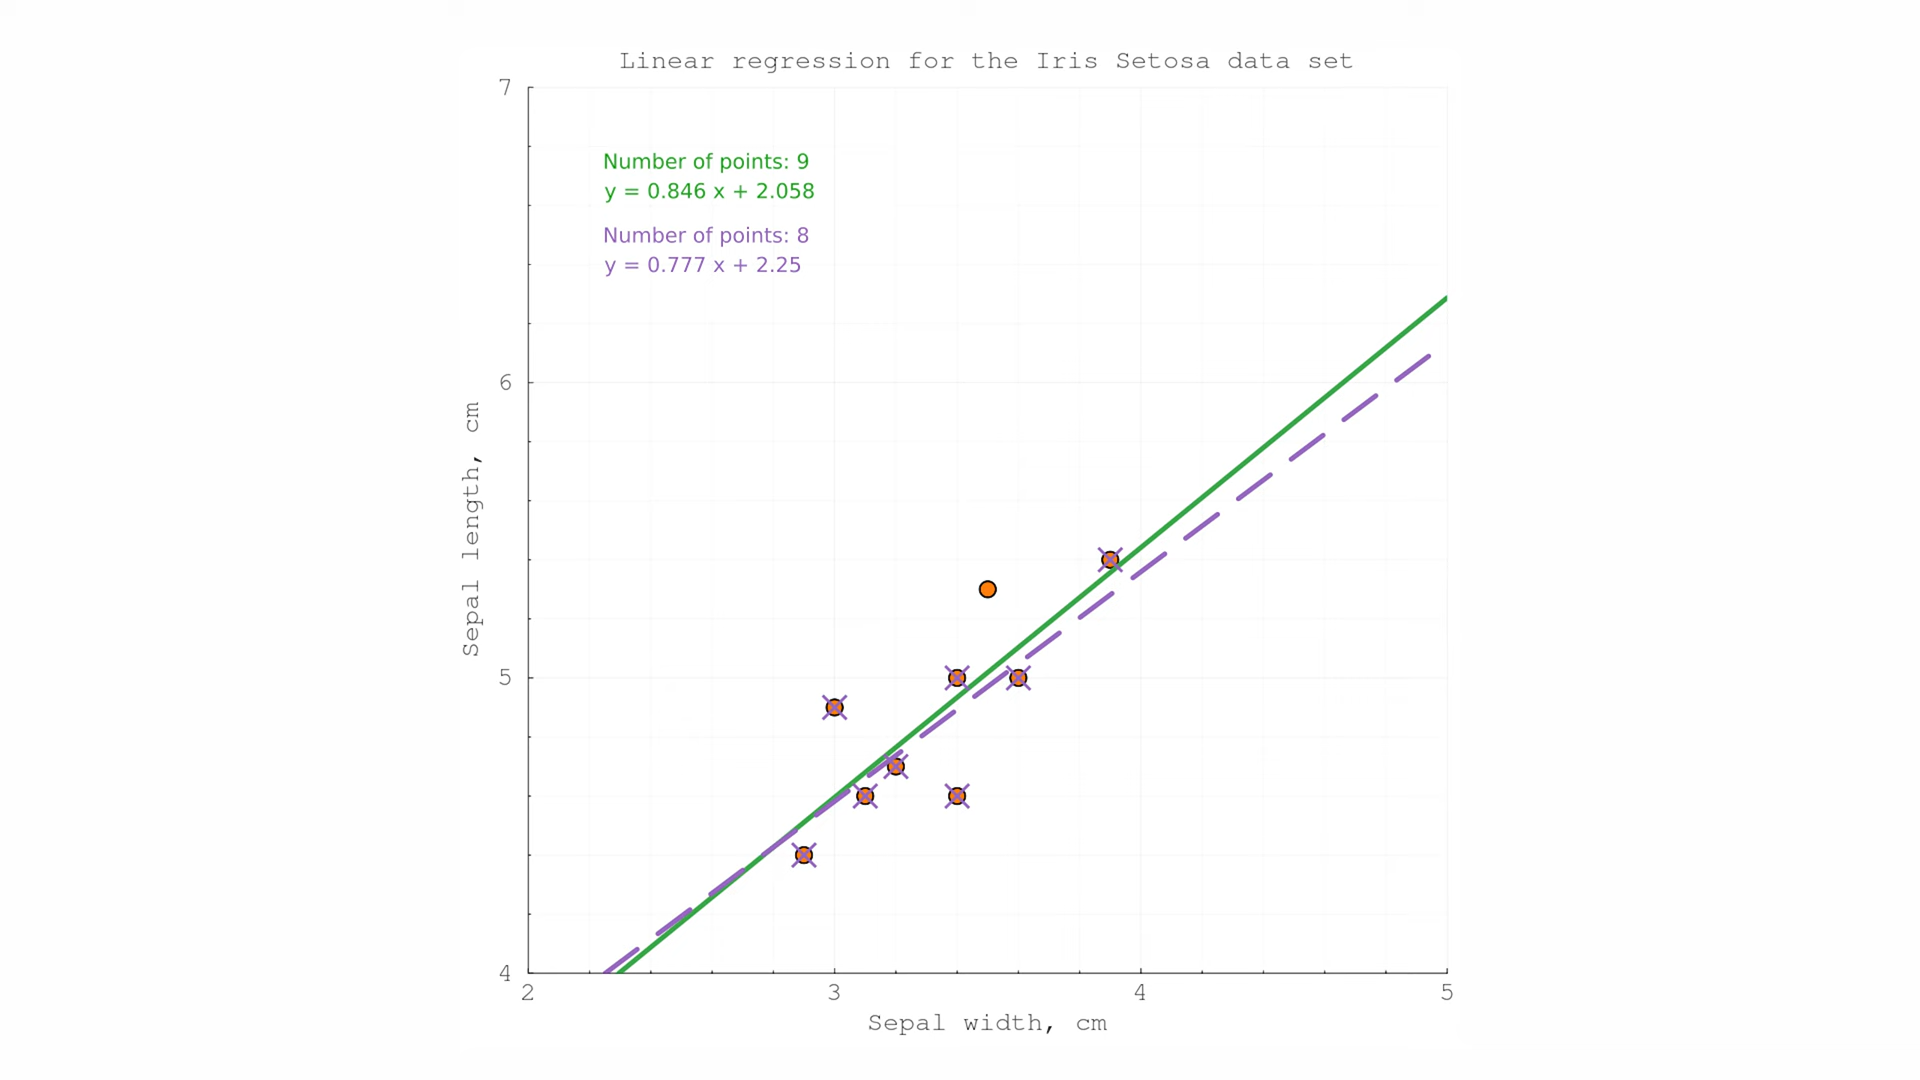 Linear regression for the Iris Setosa data set
7
Number of points: 9
y = 0.846 x + 2.058
Number of points: 8
y = 0.777 x + 2.25
6
Sepal length, cm
5
4
2 3 4 5
Sepal width, cm